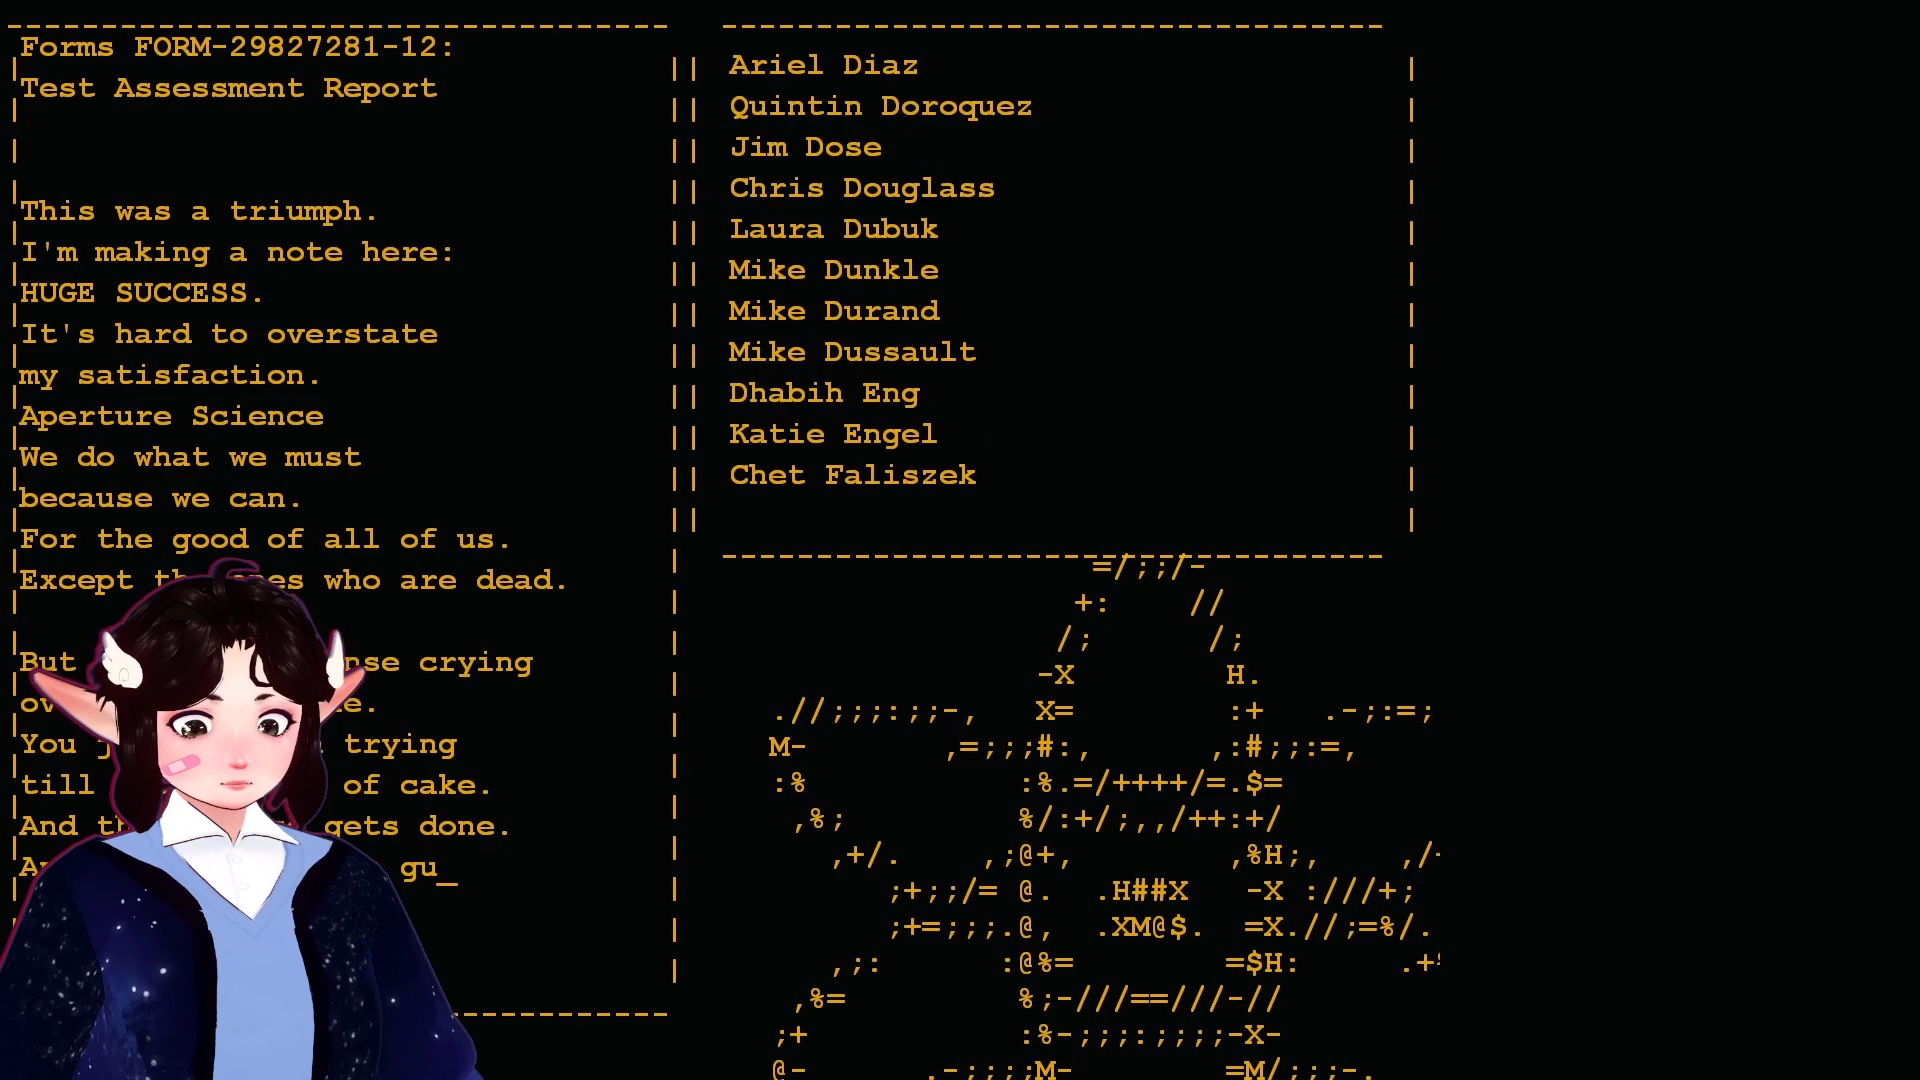 Forms FORM-29827281-12:
Test Assessment Report
This was a triumph.
I'm making a note here:
HUGE SUCCESS.
It's hard to overstate
my satisfaction.
Aperture Science
We do what we must
because we can.
For the good of all of us.
Except who are dead.
But crying
You trying
till of cake.
And gets done.
gu_
Ariel Diaz
Quintin Doroquez
Jim Dose
Chris Douglass
Laura Dubuk
Mike Dunkle
Mike Durand
Mike Dussault
Dhabih Eng
Katie Engel
Chet Faliszek